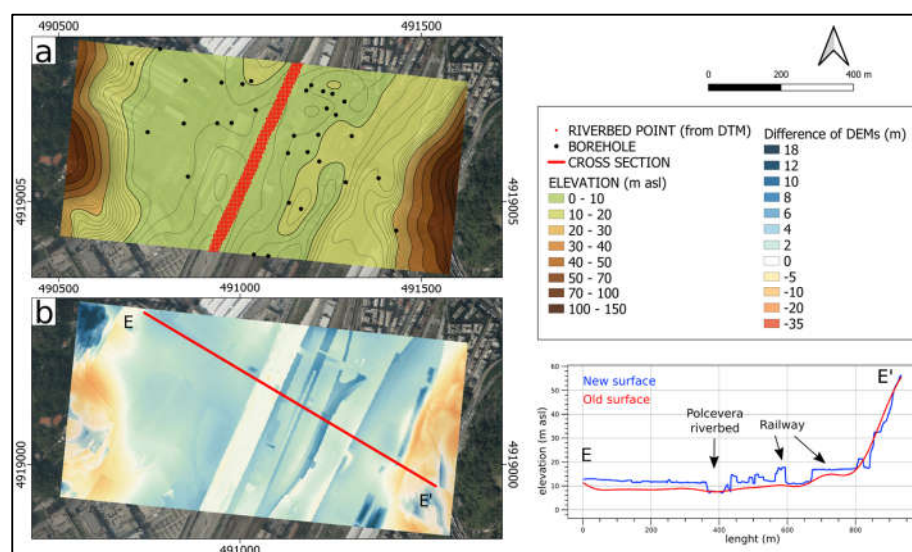 490500
491500
a
4919005
4919005
490500
491000
491500
b
E
E'
4919000
4919000
491000
0
200
400 m
RIVERBED POINT (from DTM)
BOREHOLE
CROSS SECTION
ELEVATION (m asl)
0 - 10
10 - 20
20 - 30
30 - 40
40 - 50
50 - 70
70 - 100
100 - 150
Difference of DEMs (m)
18
12
10
8
6
4
2
0
-5
-10
-20
-35
New surface
Old surface
E
E'
Polcevera
riverbed
Railway
elevation (m asl)
60
50
40
30
20
10
0
0
200
400
600
800
lenght (m)